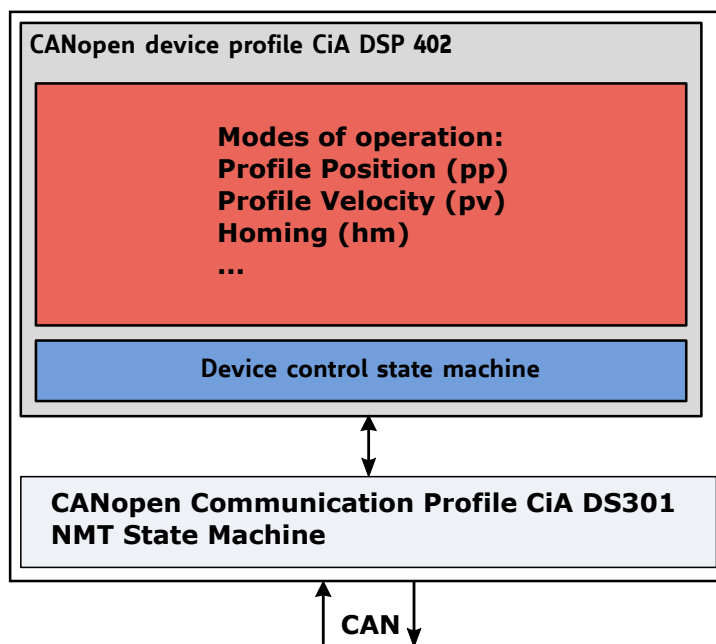 CANopen device profile CiA DSP 402
Modes of operation:
Profile Position (pp)
Profile Velocity (pv)
Homing (hm)
...
Device control state machine
CANopen Communication Profile CiA DS301
NMT State Machine
CAN